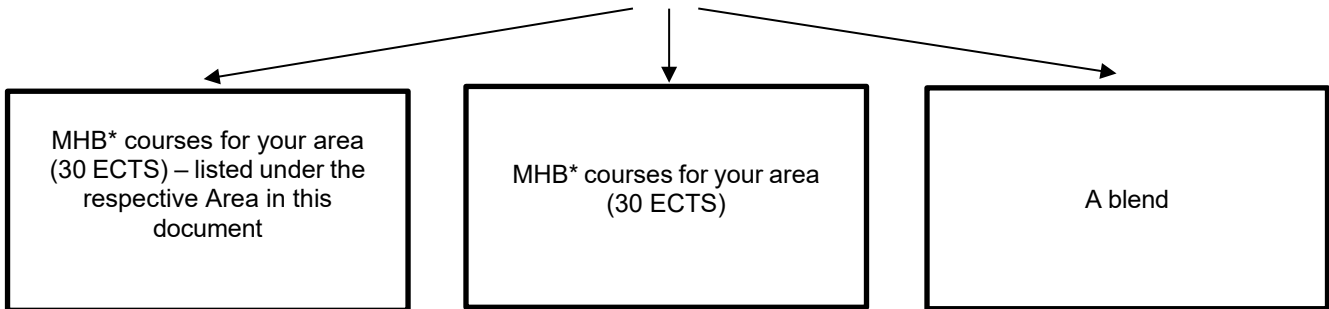 MHB* courses for your area
(30 ECTS) – listed under the
respective Area in this
document
MHB* courses for your area
(30 ECTS)
A blend